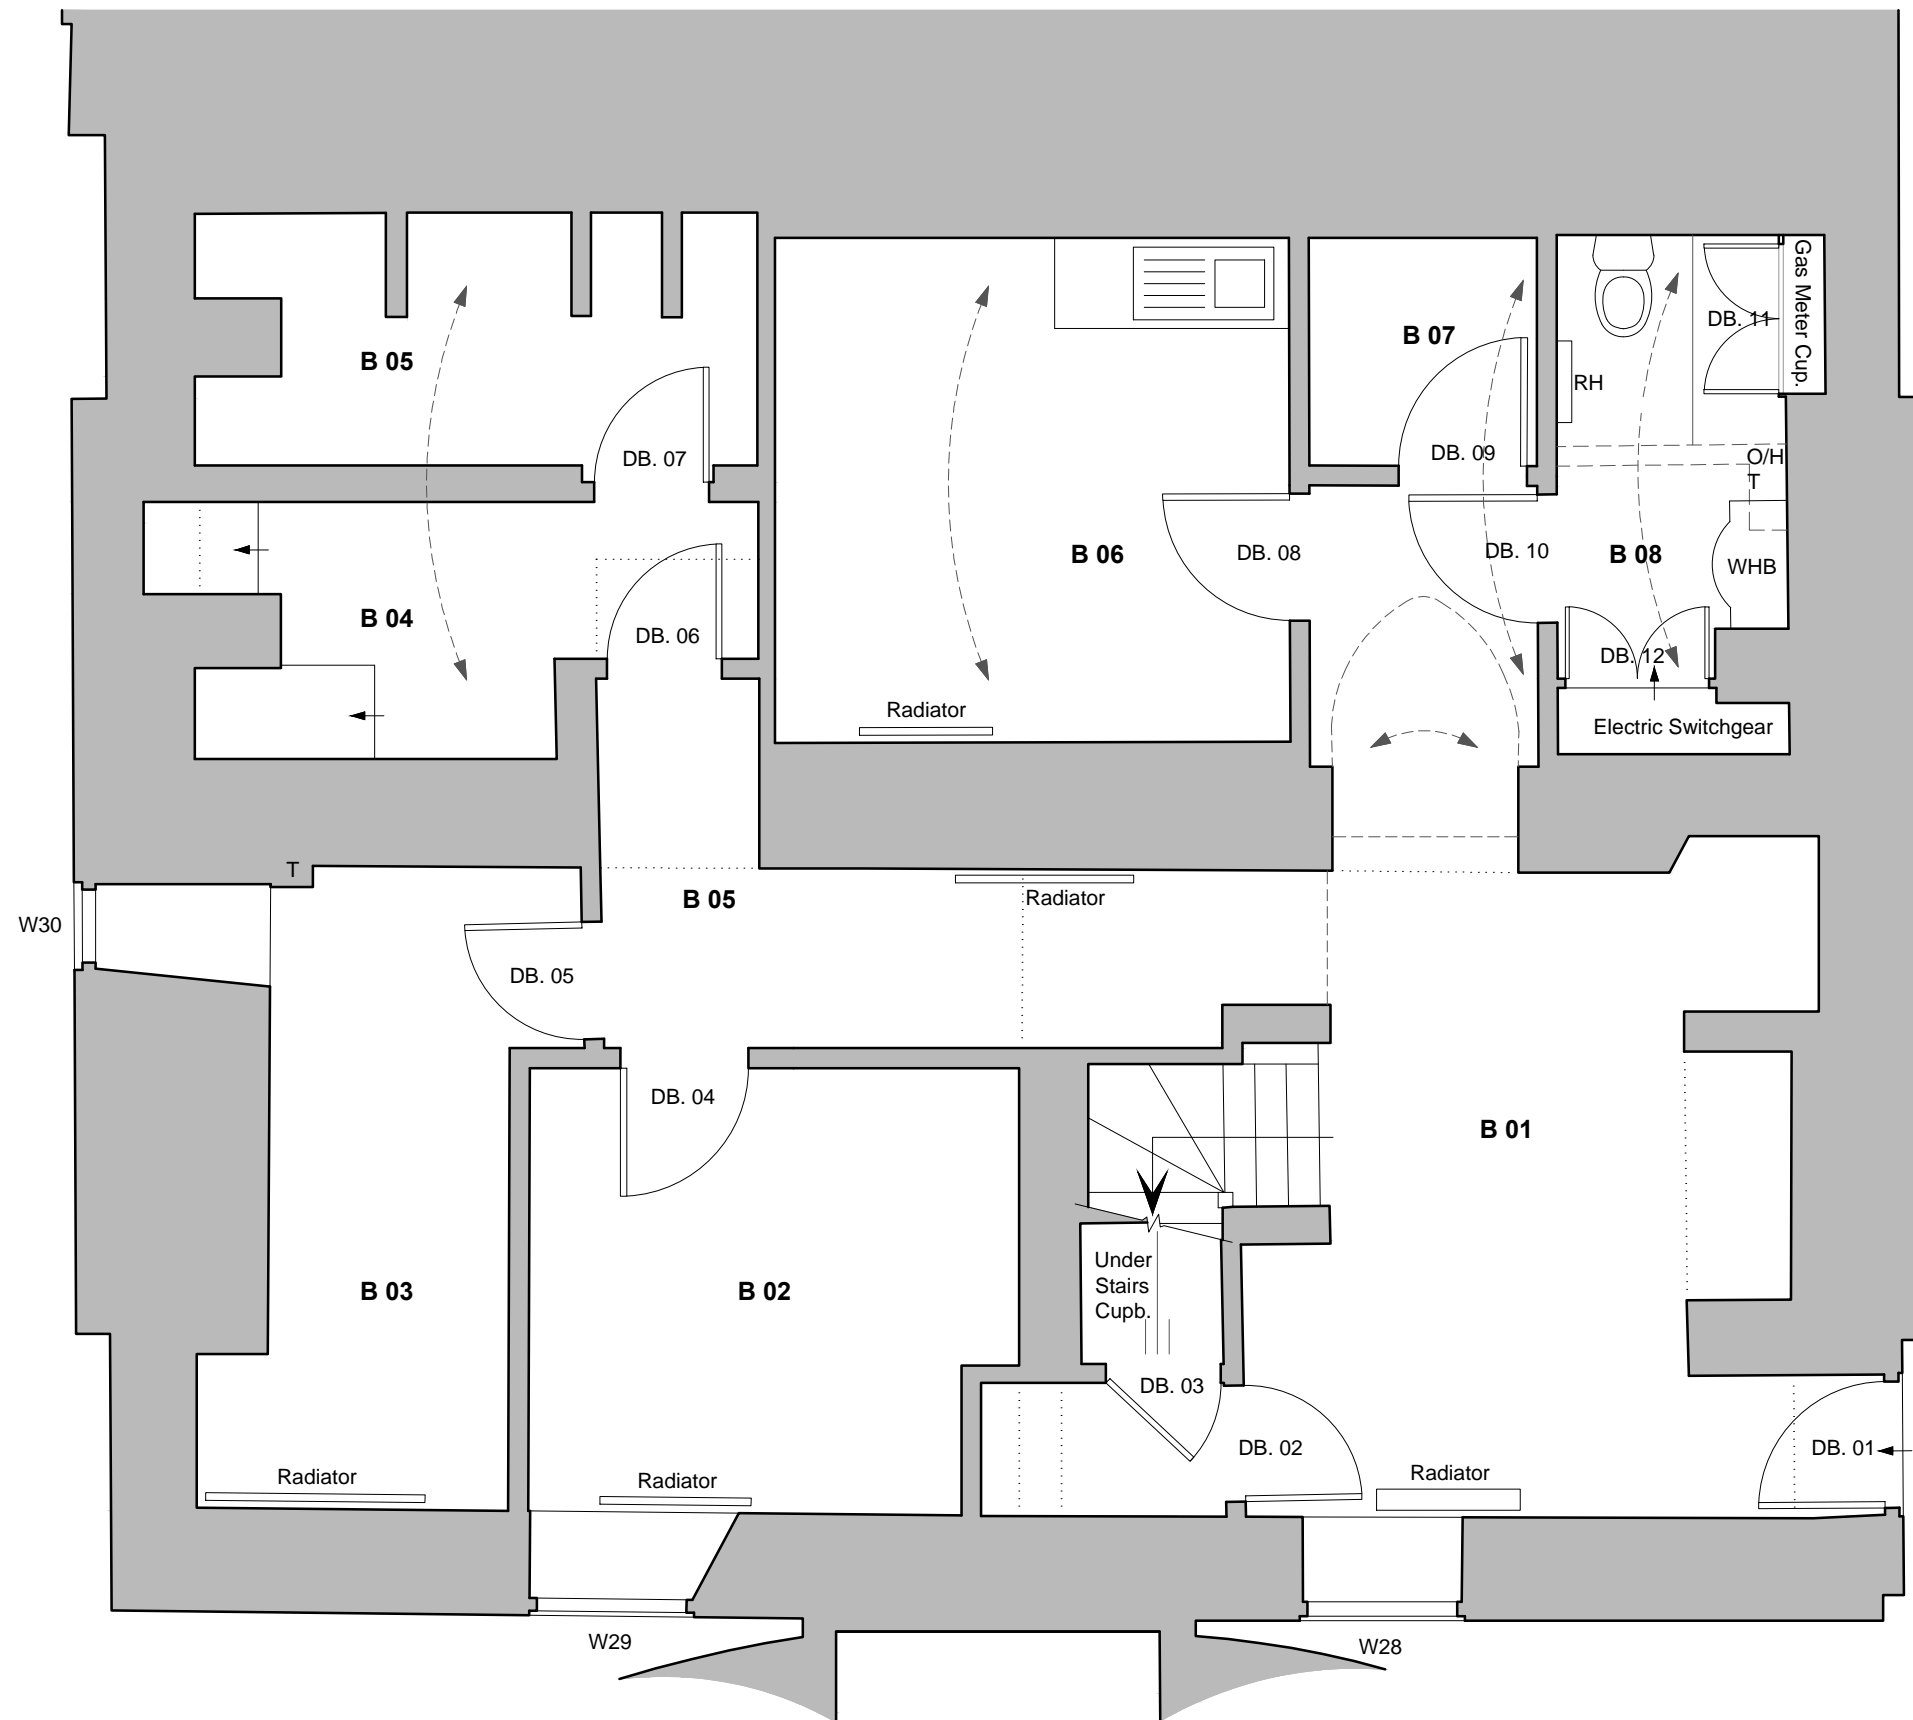 Gas Meter Cup.
DB. 11
B 07
B 05
RH
DB. 09
O/H
T
DB. 07
B 06
DB. 08
DB. 10
B 08
WHB
B 04
DB. 06
DB. 12
Radiator
Electric Switchgear
T
W30
B 05
Radiator
DB. 05
DB. 04
B 01
B 03
B 02
Under
Stairs
Cupb.
DB. 03
DB. 02
DB. 01
Radiator
Radiator
Radiator
W29
W28